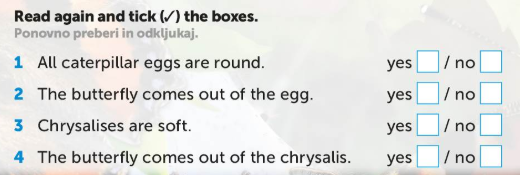 Read again and tick (✓) the boxes.
Ponovno preberi in odkljukaj.
1 All caterpillar eggs are round. yes / no
2 The butterfly comes out of the egg. yes / no
3 Chrysalises are soft. yes / no
4 The butterfly comes out of the chrysalis. yes / no